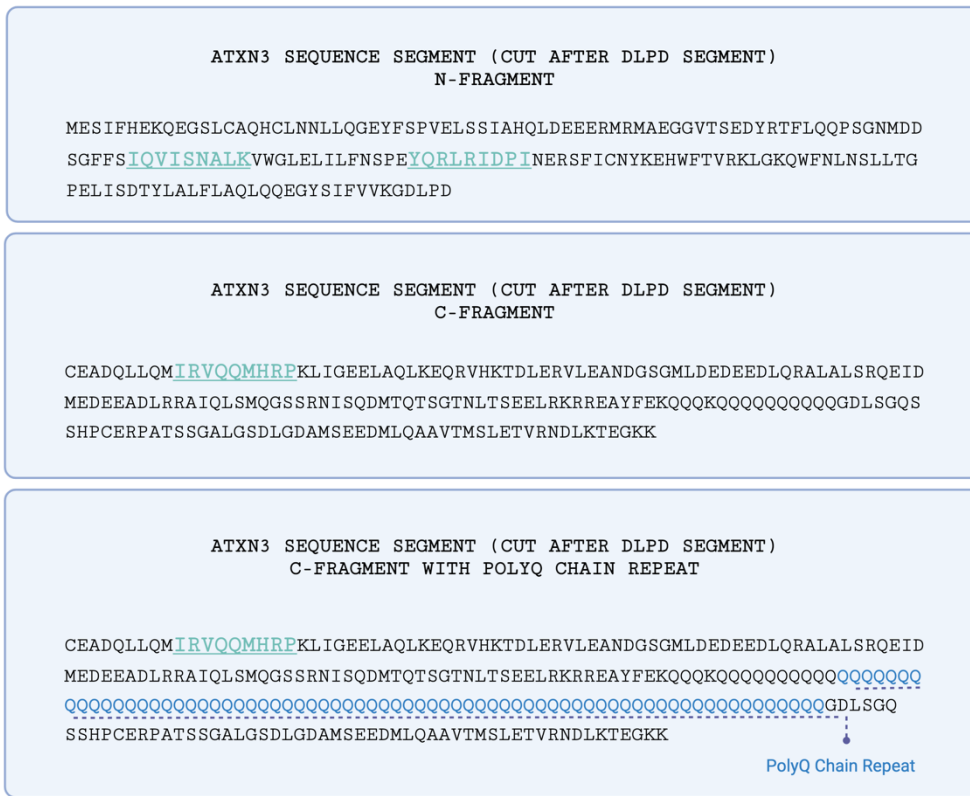 ATXN3 SEQUENCE SEGMENT (CUT AFTER DLPD SEGMENT)
N-FRAGMENT
MESIFHEKQEGSLCAQHCLNNLLQGEYFSPVELSSIAHQLDEEERMRMAEGGVTSEDYRTFLQQPSGNMDD
SGFFSIQVISNALKVWGLELILFNSPEYQRLRIDPINERSFICNYKEHWFTVRKLGKQWFNLNSLLTG
PELISDTYLALFLAQLQQEGYSIFVVKGDLPD
ATXN3 SEQUENCE SEGMENT (CUT AFTER DLPD SEGMENT)
C-FRAGMENT
CEADQLLQMIRVQQMHRPKLIGEELAQLKEQRVHKTDLERVLEANDGSGMLDEDEEDLQRALALSRQEID
MEDEEADLRRAIQLSMQGSSRNISQDMTQTSGTNLTSEELRKRREAYFEKQQQKQQQQQQQQQQGDLSGQS
SHPCERPATSSGALGSDLGDAMSEEDMLQAAVTMSLETVRNDLKTEGKK
ATXN3 SEQUENCE SEGMENT (CUT AFTER DLPD SEGMENT)
C-FRAGMENT WITH POLYQ CHAIN REPEAT
CEADQLLQMIRVQQMHRPKLIGEELAQLKEQRVHKTDLERVLEANDGSGMLDEDEEDLQRALALSRQEID
MEDEEADLRRAIQLSMQGSSRNISQDMTQTSGTNLTSEELRKRREAYFEKQQQKQQQQQQQQQQQQQQQQQ
QQQQQQQQQQQQQQQQQQQQQQQQQQQQQQQQQQQQQQQQQQQQQQQQQQQQQQQQQQQQQQQGDLSGQ
SSHPCERPATSSGALGSDLGDAMSEEDMLQAAVTMSLETVRNDLKTEGKK
PolyQ Chain Repeat